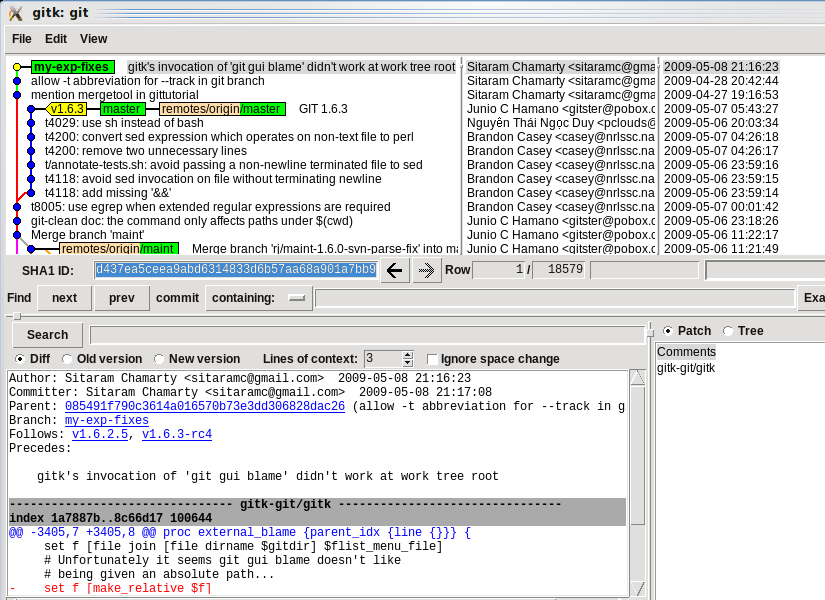 gitk: git
File Edit View
my-exp-fixes gitk's invocation of 'git gui blame' didn't work at work tree root Sitaram Chamarty <sitaramc@gma 2009-05-08 21:16:23
allow -t abbreviation for --track in git branch Sitaram Chamarty <sitaramc@gma 2009-04-28 20:42:44
mention mergetool in gittutorial Sitaram Chamarty <sitaramc@gma 2009-04-27 19:16:53
v1.6.3 master remotes/origin/master GIT 1.6.3 Junio C Hamano <gitster@pobox.c 2009-05-07 05:43:27
t4029: use sh instead of bash Nguyên Thái Ngọc Duy <pclouds@ 2009-05-06 20:03:34
t4200: convert sed expression which operates on non-text file to perl Brandon Casey <casey@nrlssc.na 2009-05-07 04:26:18
t4200: remove two unnecessary lines Brandon Casey <casey@nrlssc.na 2009-05-07 04:26:17
t/annotate-tests.sh: avoid passing a non-newline terminated file to sed Brandon Casey <casey@nrlssc.na 2009-05-06 23:59:16
t4118: avoid sed invocation on file without terminating newline Brandon Casey <casey@nrlssc.na 2009-05-06 23:59:15
t4118: add missing '&&' Brandon Casey <casey@nrlssc.na 2009-05-06 23:59:14
t8005: use egrep when extended regular expressions are required Brandon Casey <casey@nrlssc.na 2009-05-07 00:01:42
git-clean doc: the command only affects paths under $(cwd) Junio C Hamano <gitster@pobox.c 2009-05-06 23:18:26
Merge branch 'maint' Junio C Hamano <gitster@pobox.c 2009-05-06 11:22:17
remotes/origin/maint Merge branch 'rj/maint-1.6.0-svn-parse-fix' into ma Junio C Hamano <gitster@pobox.c 2009-05-06 11:21:49
SHA1 ID: d437ea5ceea9abd6314833d6b57aa68a901a7bb9 Row 1 / 18579
Find next prev commit containing: Exa
Search
Patch Tree
Diff Old version New version Lines of context: 3 Ignore space change
Comments
gitk-git/gitk
Author: Sitaram Chamarty <sitaramc@gmail.com> 2009-05-08 21:16:23
Committer: Sitaram Chamarty <sitaramc@gmail.com> 2009-05-08 21:17:08
Parent: 085491f790c3614a016570b73e3dd306828dac26 (allow -t abbreviation for --track in g
Branch: my-exp-fixes
Follows: v1.6.2.5, v1.6.3-rc4
Precedes:
gitk's invocation of 'git gui blame' didn't work at work tree root
------------------------------- gitk-git/gitk -------------------------------
index 1a7887b..8c66d17 100644
@@ -3405,7 +3405,8 @@ proc external_blame {parent_idx {line {}}} {
set f [file join [file dirname $gitdir] $flist_menu_file]
# Unfortunately it seems git gui blame doesn't like
# being given an absolute path...
- set f [make_relative $f]